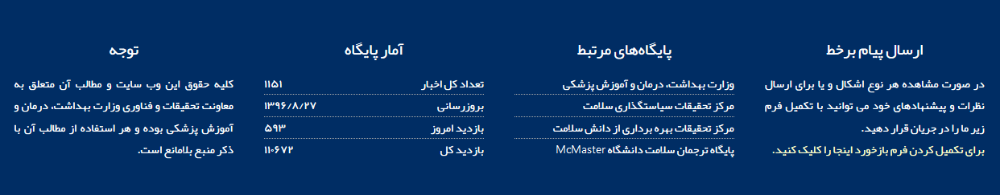 ارسال پیام برخط
در صورت مشاهده هر نوع اشکال و یا برای ارسال
نظرات و پیشنهادهای خود می توانید با تکمیل فرم
زیر ما را در جریان قرار دهید.
برای تکمیل کردن فرم بازخورد اینجا را کلیک کنید.
پایگاه‌های مرتبط
وزارت بهداشت، درمان و آموزش پزشکی
مرکز تحقیقات سیاستگذاری سلامت
مرکز تحقیقات بهره برداری از دانش سلامت
پایگاه ترجمان سلامت دانشگاه McMaster
آمار پایگاه
تعداد کل اخبار ۱۱۵۱
بروزرسانی ۱۳۹۶/۸/۲۷
بازدید امروز ۵۹۳
بازدید کل ۱۱۰۶۷۲
توجه
کلیه حقوق این وب سایت و مطالب آن متعلق به
معاونت تحقیقات و فناوری وزارت بهداشت، درمان و
آموزش پزشکی بوده و هر استفاده از مطالب آن با
ذکر منبع بلامانع است.